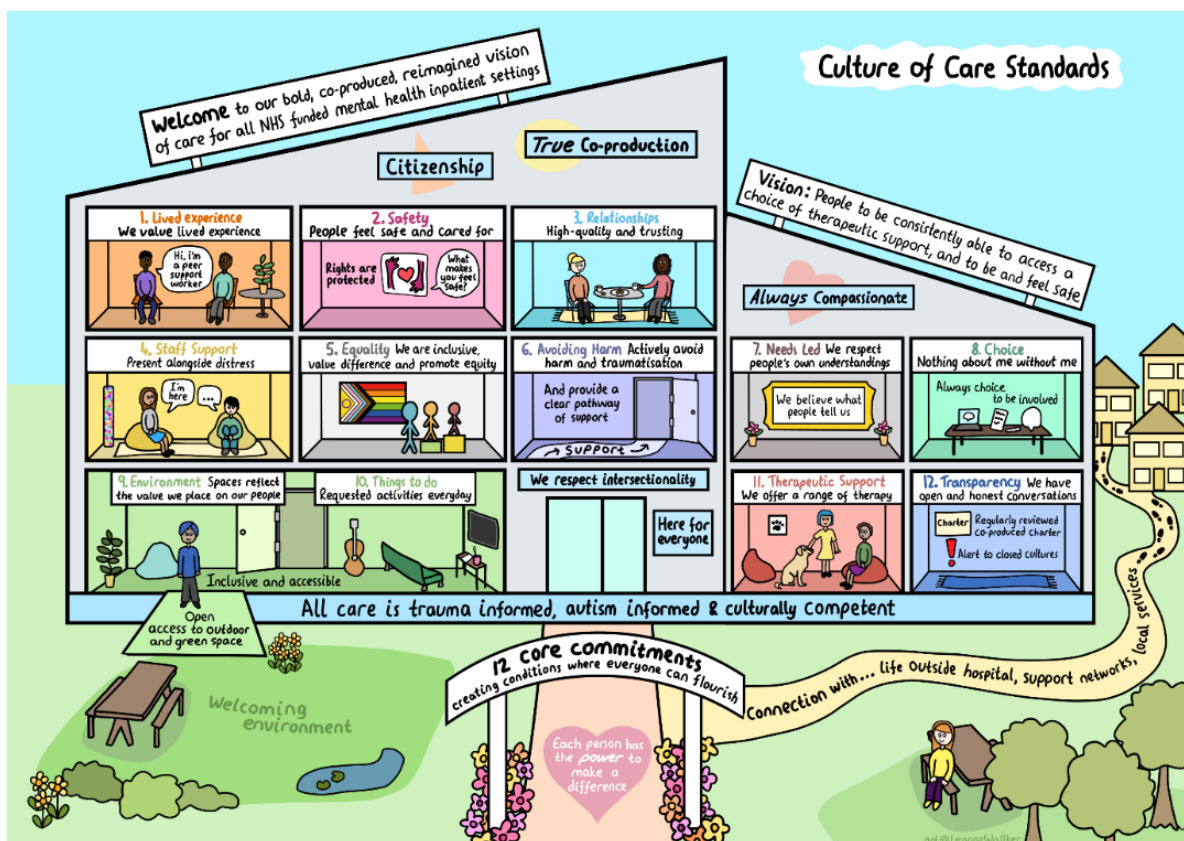 Culture of Care Standards
Welcome to our bold, co-produced, reimagined vision
of care for all NHS funded mental health inpatient settings
Citizenship
True Co-production
Vision: People to be consistently able to access a
choice of therapeutic support, and to be and feel safe
Always Compassionate
1. Lived experience
We value lived experience
Hi, i'm
a peer
support
worker
2. Safety
People feel safe and cared for
Rights are
protected
What
makes
you feel
safe?
3. Relationships
High-quality and trusting
4. Staff Support
Present alongside distress
I'm
here
...
5. Equality We are inclusive,
value difference and promote equity
6. Avoiding Harm Actively avoid
harm and traumatisation
And provide a
clear pathway
of support
SUPPORT
7. Needs Led We respect
people's own understandings
We believe what
people tell us
8. Choice
Nothing about me without me
Always choice
to be involved
9. Environment Spaces reflect
the value we place on our people
10. Things to do
Requested activities everyday
Inclusive and accessible
We respect intersectionality
Here for
everyone
11. Therapeutic Support
We offer a range of therapy
12. Transparency We have
open and honest conversations
Charter
Regularly reviewed
co-produced charter
!
Alert to closed cultures
All care is trauma informed, autism informed & culturally competent
Open
access to outdoor
and green space
Welcoming
environment
12 Core commitments
creating conditions where everyone can flourish
Connection with... life outside hospital, support networks, local services
Each person has
the power to
make a
difference